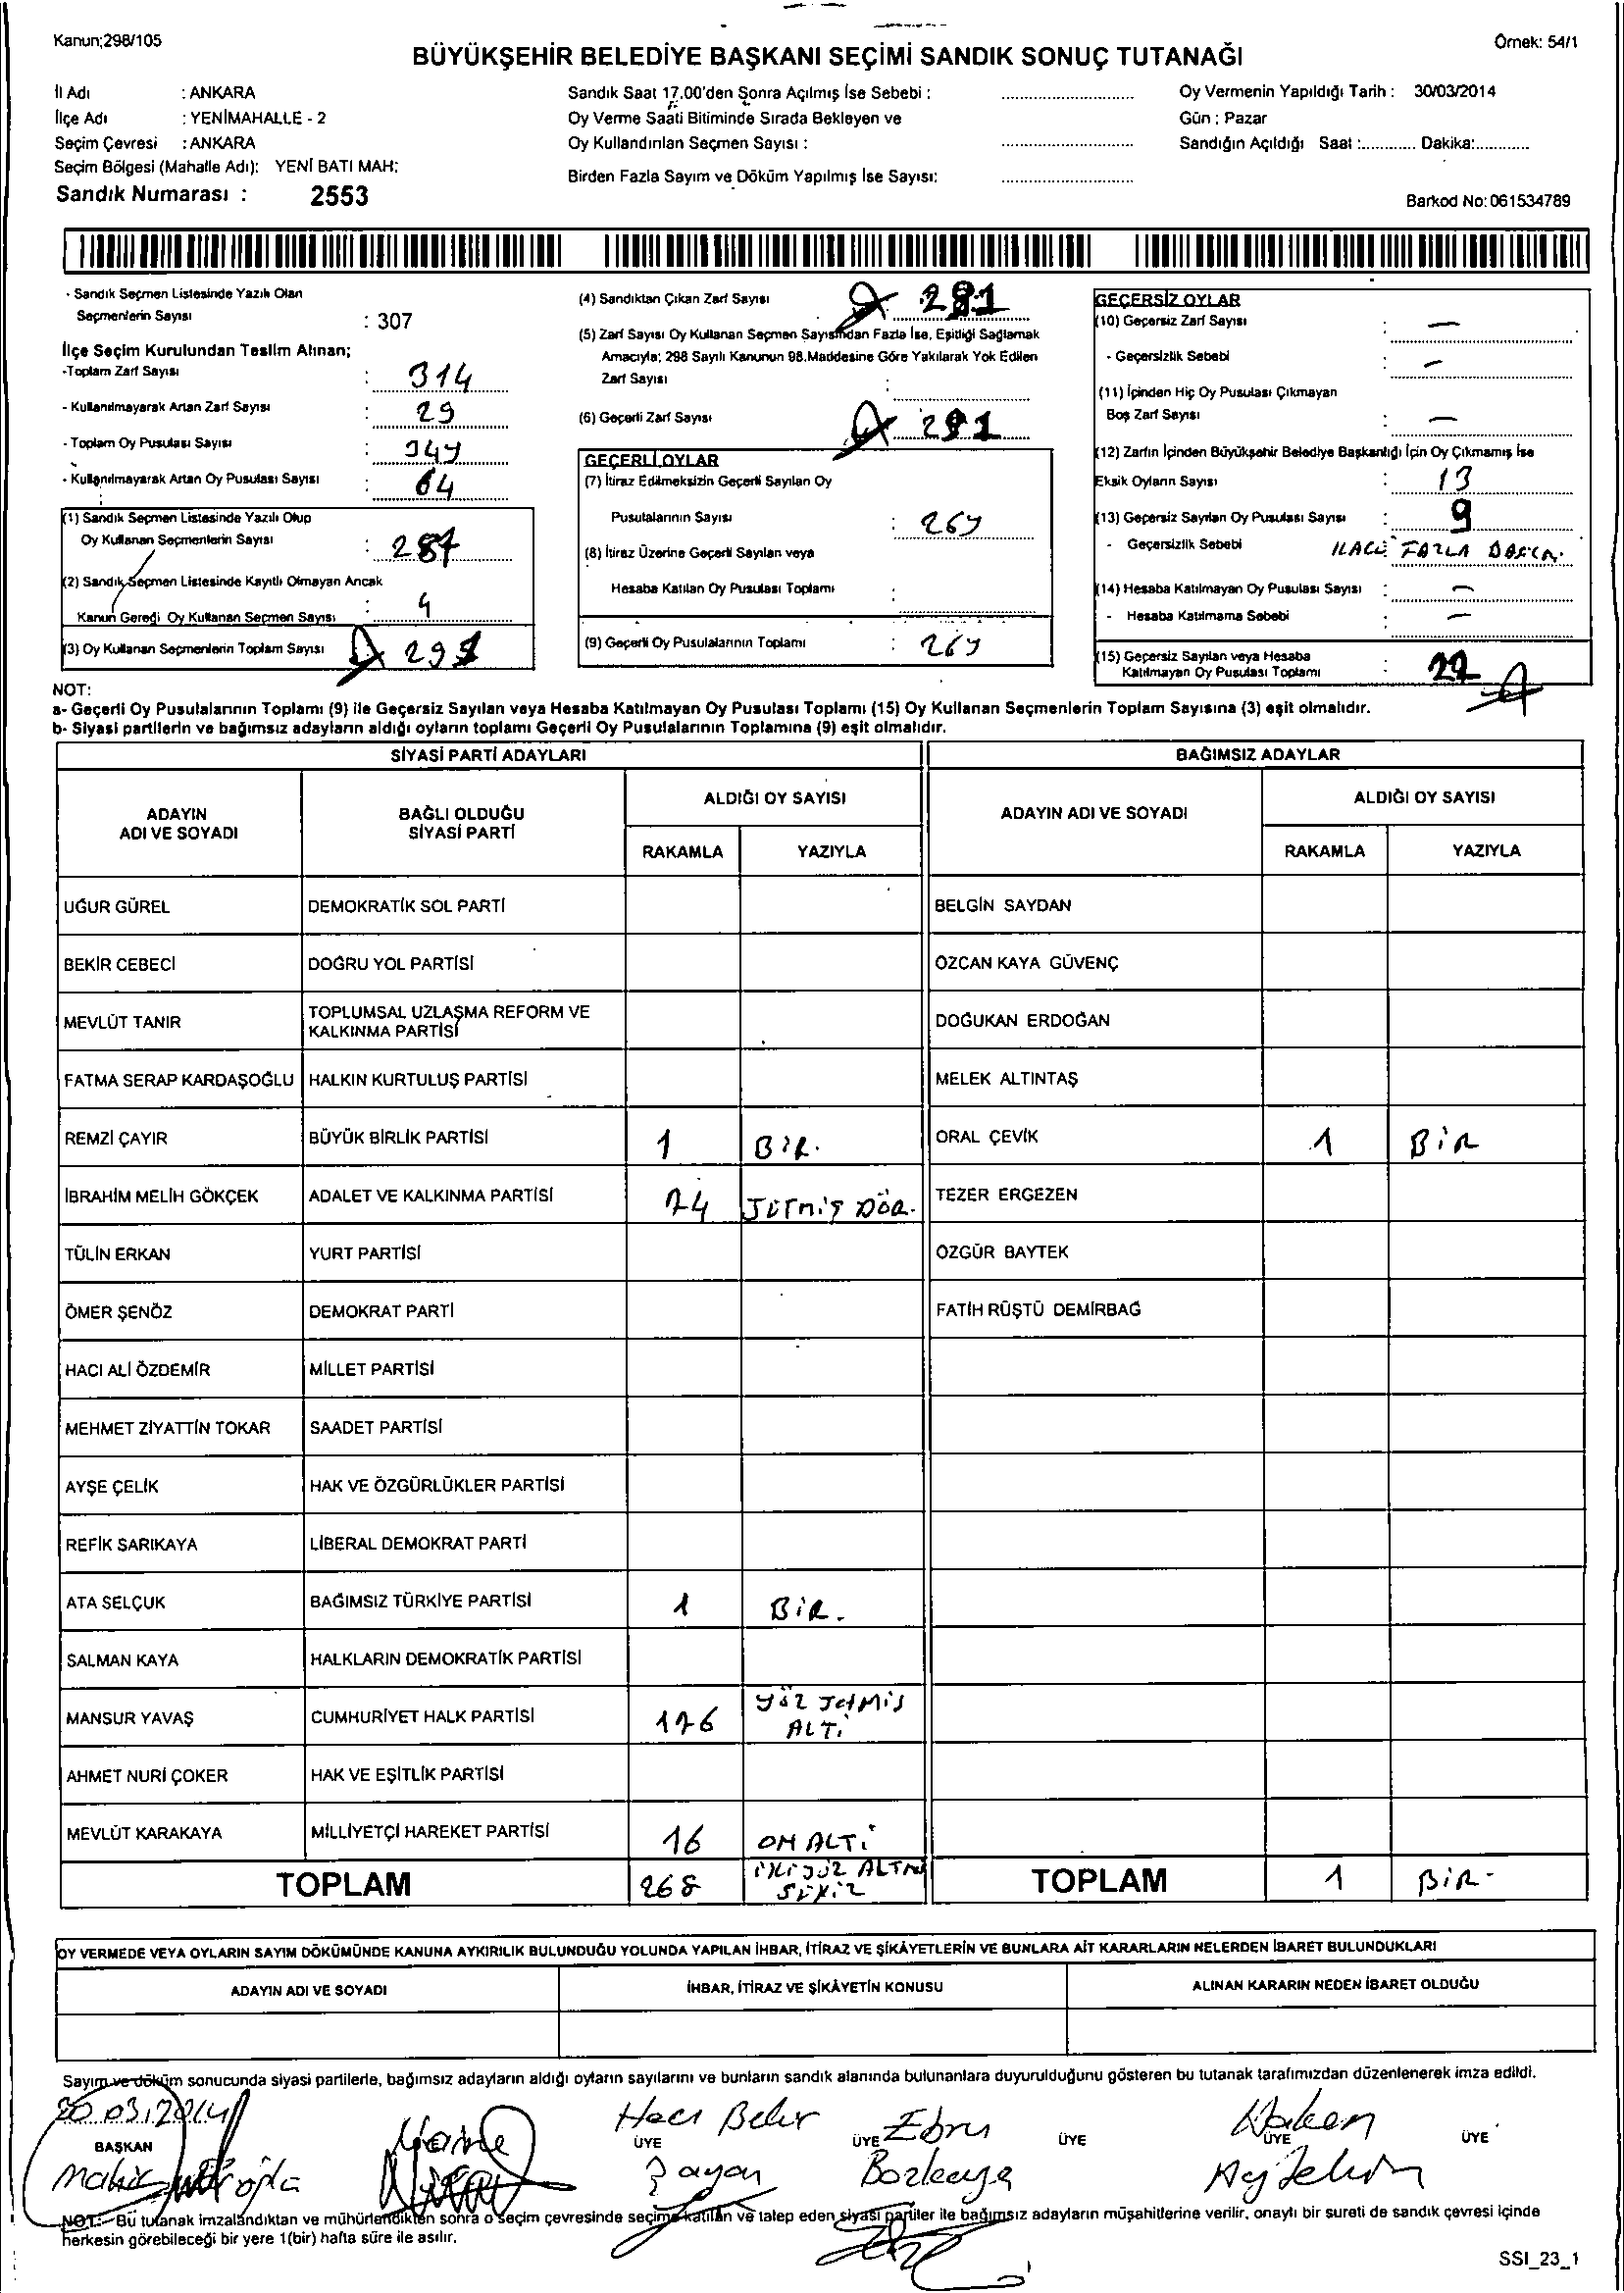 Kanun;298/105
Örnek: 54/1
BÜYÜKŞEHİR BELEDİYE BAŞKANI SEÇİMİ SANDIK SONUÇ TUTANAĞI
İl Adı : ANKARA
İlçe Adı : YENİMAHALLE - 2
Seçim Çevresi : ANKARA
Seçim Bölgesi (Mahalle Adı): YENİ BATI MAH;
Sandık Numarası : 2553
Sandık Saat 17.00'den Sonra Açılmış İse Sebebi :
Oy Verme Saati Bitiminde Sırada Bekleyen ve
Oy Kullandırılan Seçmen Sayısı :
Birden Fazla Sayım ve Döküm Yapılmış İse Sayısı:
Oy Vermenin Yapıldığı Tarih : 30/03/2014
Gün : Pazar
Sandığın Açıldığı Saat :............ Dakika:............
Barkod No: 061534789
- Sandık Seçmen Listesinde Yazılı Olan
Seçmenlerin Sayısı : 307
İlçe Seçim Kurulundan Teslim Alınan;
-Toplam Zarf Sayısı : 314
- Kullanılmayarak Artan Zarf Sayısı : 29
- Toplam Oy Pusulası Sayısı : 344
- Kullanılmayarak Artan Oy Pusulası Sayısı : 64
(1) Sandık Seçmen Listesinde Yazılı Olup
Oy Kullanan Seçmenlerin Sayısı : 287
(2) Sandık Seçmen Listesinde Kayıtlı Olmayan Ancak
Kanun Gereği Oy Kullanan Seçmen Sayısı : 4
(3) Oy Kullanan Seçmenlerin Toplam Sayısı 291
(4) Sandıktan Çıkan Zarf Sayısı 291
(5) Zarf Sayısı Oy Kullanan Seçmen Sayısından Fazla İse, Eşitliği Sağlamak
Amacıyla; 298 Sayılı Kanunun 98.Maddesine Göre Yakılarak Yok Edilen
Zarf Sayısı :
(6) Geçerli Zarf Sayısı 291
GEÇERLİ OYLAR
(7) İtiraz Edilmeksizin Geçerli Sayılan Oy
Pusulalarının Sayısı : 269
(8) İtiraz Üzerine Geçerli Sayılan veya
Hesaba Katılan Oy Pusulası Toplamı :
(9) Geçerli Oy Pusulalarının Toplamı : 269
GEÇERSİZ OYLAR
(10) Geçersiz Zarf Sayısı : —
- Geçersizlik Sebebi : —
(11) İçinden Hiç Oy Pusulası Çıkmayan
Boş Zarf Sayısı : —
(12) Zarfın İçinden Büyükşehir Belediye Başkanlığı İçin Oy Çıkmamış İse
Eksik Oyların Sayısı : 13
(13) Geçersiz Sayılan Oy Pusulası Sayısı : 9
- Geçersizlik Sebebi FAZLA
(14) Hesaba Katılmayan Oy Pusulası Sayısı : —
- Hesaba Katılmama Sebebi : —
(15) Geçersiz Sayılan veya Hesaba
Katılmayan Oy Pusulası Toplamı : 22
NOT:
a- Geçerli Oy Pusulalarının Toplamı (9) ile Geçersiz Sayılan veya Hesaba Katılmayan Oy Pusulası Toplamı (15) Oy Kullanan Seçmenlerin Toplam Sayısına (3) eşit olmalıdır.
b- Siyasi partilerin ve bağımsız adayların aldığı oyların toplamı Geçerli Oy Pusulalarının Toplamına (9) eşit olmalıdır.
SİYASİ PARTİ ADAYLARI BAĞIMSIZ ADAYLAR
ADAYIN
ADI VE SOYADI
BAĞLI OLDUĞU
SİYASİ PARTİ
ALDIĞI OY SAYISI
RAKAMLA YAZIYLA
ADAYIN ADI VE SOYADI
ALDIĞI OY SAYISI
RAKAMLA YAZIYLA
UĞUR GÜREL DEMOKRATİK SOL PARTİ BELGİN SAYDAN
BEKİR CEBECİ DOĞRU YOL PARTİSİ ÖZCAN KAYA GÜVENÇ
MEVLÜT TANIR TOPLUMSAL UZLAŞMA REFORM VE
KALKINMA PARTİSİ DOĞUKAN ERDOĞAN
FATMA SERAP KARDAŞOĞLU HALKIN KURTULUŞ PARTİSİ MELEK ALTINTAŞ
REMZİ ÇAYIR BÜYÜK BİRLİK PARTİSİ 1 BİR. ORAL ÇEVİK 1 BİR
İBRAHİM MELİH GÖKÇEK ADALET VE KALKINMA PARTİSİ 74 JETMİŞ DÖR. TEZER ERGEZEN
TÜLİN ERKAN YURT PARTİSİ ÖZGÜR BAYTEK
ÖMER ŞENÖZ DEMOKRAT PARTİ FATİH RÜŞTÜ DEMİRBAĞ
HACI ALİ ÖZDEMİR MİLLET PARTİSİ
MEHMET ZİYATTİN TOKAR SAADET PARTİSİ
AYŞE ÇELİK HAK VE ÖZGÜRLÜKLER PARTİSİ
REFİK SARIKAYA LİBERAL DEMOKRAT PARTİ
ATA SELÇUK BAĞIMSIZ TÜRKİYE PARTİSİ 1 BİR.
SALMAN KAYA HALKLARIN DEMOKRATİK PARTİSİ
MANSUR YAVAŞ CUMHURİYET HALK PARTİSİ 176 YÜZ JETMİŞ
ALTİ
AHMET NURİ ÇOKER HAK VE EŞİTLİK PARTİSİ
MEVLÜT KARAKAYA MİLLİYETÇİ HAREKET PARTİSİ 16 ON ALTİ
TOPLAM 268 İKİ JÜZ ALTMIŞ
SEKİZ TOPLAM 1 BİR-
OY VERMEDE VEYA OYLARIN SAYIM DÖKÜMÜNDE KANUNA AYKIRILIK BULUNDUĞU YOLUNDA YAPILAN İHBAR, İTİRAZ VE ŞİKÂYETLERİN VE BUNLARA AİT KARARLARIN NELERDEN İBARET BULUNDUKLARI
ADAYIN ADI VE SOYADI İHBAR, İTİRAZ VE ŞİKÂYETİN KONUSU ALINAN KARARIN NEDEN İBARET OLDUĞU
Sayım ve döküm sonucunda siyasi partilerle, bağımsız adayların aldığı oyların sayılarını ve bunların sandık alanında bulunanlara duyurulduğunu gösteren bu tutanak tarafımızdan düzenlenerek imza edildi.
30.03.2014 Hacı Bekir Ebru Hakan
BAŞKAN ÜYE ÜYE ÜYE ÜYE ÜYE
Bozkaya
NOT:- Bu tutanak imzalandıktan ve mühürlendikten sonra o seçim çevresinde seçime katılan ve talep eden siyasi partiler ile bağımsız adayların müşahitlerine verilir, onaylı bir sureti de sandık çevresi içinde
herkesin görebileceği bir yere 1(bir) hafta süre ile asılır.
SSI_23_1